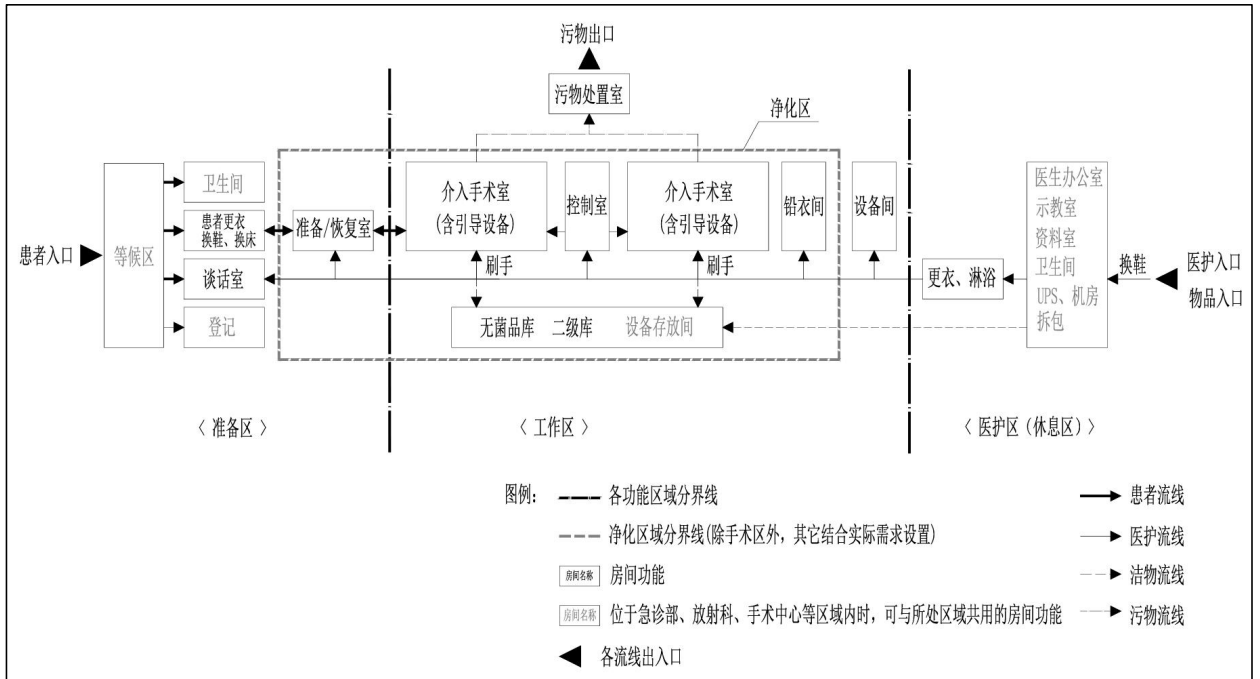 污物出口
污物处置室
净化区
卫生间
介入手术室
(含引导设备)
控制室
介入手术室
(含引导设备)
铅衣间
设备间
医生办公室
示教室
资料室
卫生间
UPS、机房
拆包
患者入口
等候区
患者更衣
换鞋、换床
准备/恢复室
谈话室
刷手
刷手
更衣、淋浴
换鞋
医护入口
物品入口
登记
无菌品库 二级库 设备存放间
〈 准备区 〉
〈 工作区 〉
〈 医护区(休息区)〉
图例:
各功能区域分界线
患者流线
净化区域分界线(除手术区外，其它结合实际需求设置)
医护流线
房间名称
房间功能
洁物流线
房间名称
位于急诊部、放射科、手术中心等区域内时，可与所处区域共用的房间功能
污物流线
各流线出入口